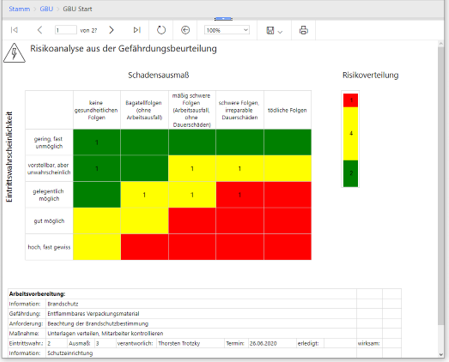 Stamm > GBU > GBU Start
1 von 27 100%
Risikoanalyse aus der Gefährdungsbeurteilung
Schadensausmaß
Risikoverteilung
Eintrittswahrscheinlichkeit
keine gesundheitlichen Folgen
Bagatellfolgen (ohne Arbeitsausfall)
mäßig schwere Folgen (Arbeitsausfall, ohne Dauerschäden)
schwere Folgen, irreparable Dauerschäden
tödliche Folgen
gering, fast unmöglich 1
vorstellbar, aber unwahrscheinlich 1 1
gelegentlich möglich 1 1 1 1
gut möglich
hoch, fast gewiss
4
Arbeitsvorbereitung:
Information: Brandschutz
Gefährdung: Entflammbares Verpackungsmaterial
Anforderung: Beachtung der Brandschutzbestimmung
Maßnahme: Unterlagen verteilen, Mitarbeiter kontrollieren
Eintrittswahr.: 2 Ausmaß 3 verantworlich: Thorsten Trotzky Termin: 26.06.2020 erledigt: wirksam:
Information: Schutzeinrichtung